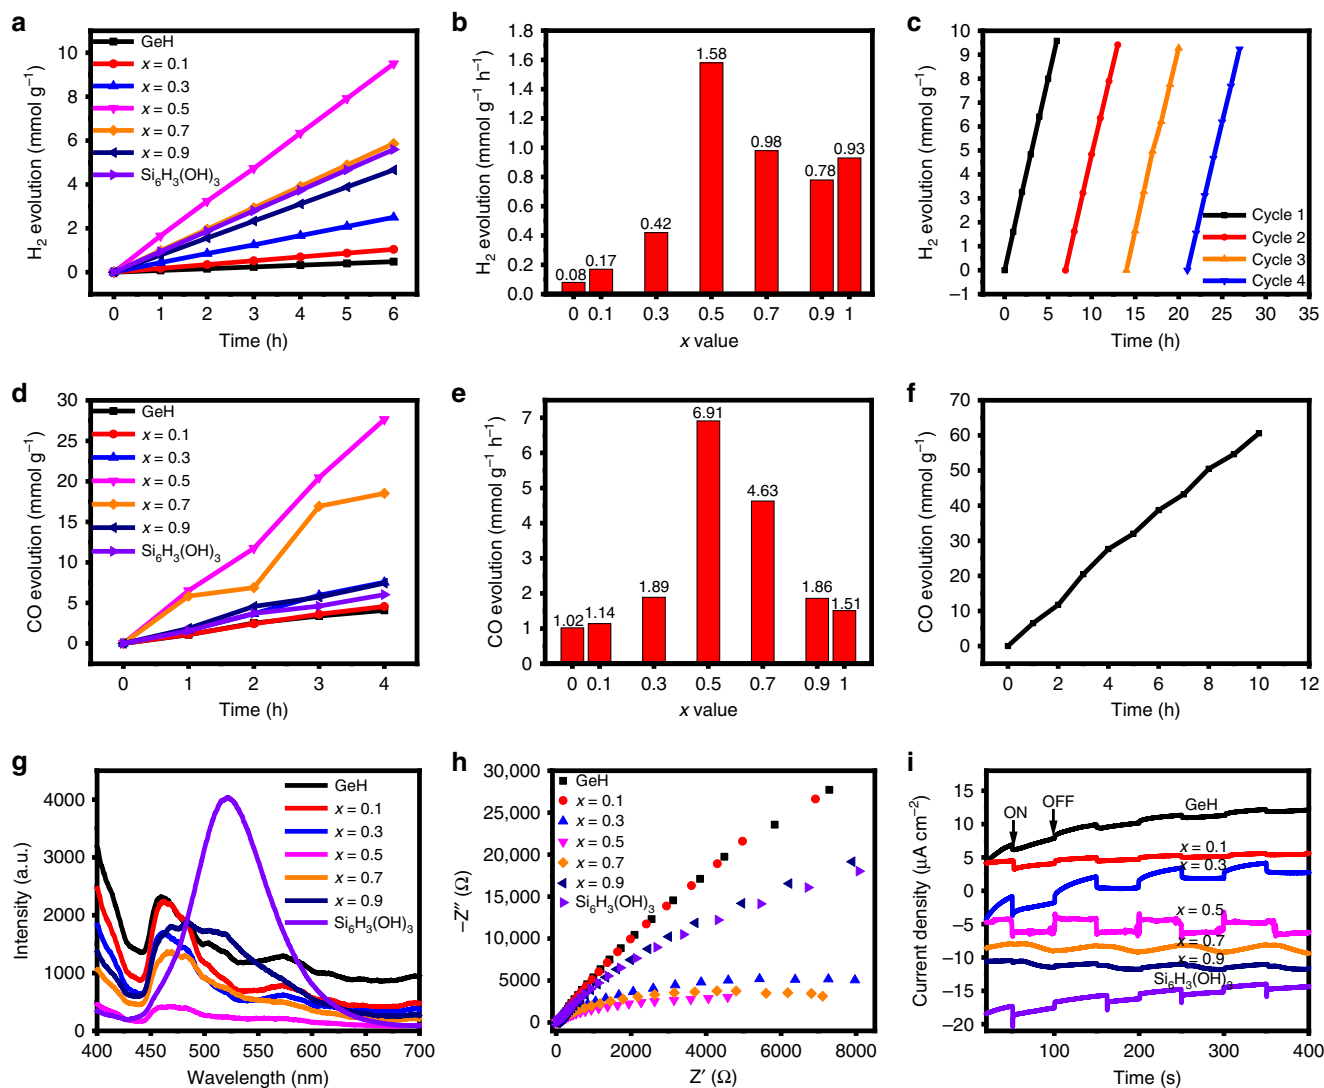 a
H₂ evolution (mmol g⁻¹)
10
8
6
4
2
0
GeH
x = 0.1
x = 0.3
x = 0.5
x = 0.7
x = 0.9
Si₆H₃(OH)₃
0 1 2 3 4 5 6
Time (h)
b
H₂ evolution (mmol g⁻¹ h⁻¹)
1.8
1.6
1.4
1.2
1.0
0.8
0.6
0.4
0.2
0.0
0.08 0.17 0.42 1.58 0.98 0.78 0.93
0 0.1 0.3 0.5 0.7 0.9 1
x value
c
H₂ evolution (mmol g⁻¹)
10
9
8
7
6
5
4
3
2
1
0
–1
Cycle 1
Cycle 2
Cycle 3
Cycle 4
0 5 10 15 20 25 30 35
Time (h)
d
CO evolution (mmol g⁻¹)
30
25
20
15
10
5
0
GeH
x = 0.1
x = 0.3
x = 0.5
x = 0.7
x = 0.9
Si₆H₃(OH)₃
0 1 2 3 4
Time (h)
e
CO evolution (mmol g⁻¹ h⁻¹)
7
6
5
4
3
2
1
0
1.02 1.14 1.89 6.91 4.63 1.86 1.51
0 0.1 0.3 0.5 0.7 0.9 1
x value
f
CO evolution (mmol g⁻¹)
70
60
50
40
30
20
10
0
0 2 4 6 8 10 12
Time (h)
g
Intensity (a.u.)
4000
3000
2000
1000
0
GeH
x = 0.1
x = 0.3
x = 0.5
x = 0.7
x = 0.9
Si₆H₃(OH)₃
400 450 500 550 600 650 700
Wavelength (nm)
h
–Z″ (Ω)
30,000
25,000
20,000
15,000
10,000
5000
0
GeH
x = 0.1
x = 0.3
x = 0.5
x = 0.7
x = 0.9
Si₆H₃(OH)₃
0 2000 4000 6000 8000
Z′ (Ω)
i
Current density (µA cm⁻²)
15
10
5
0
–5
–10
–15
–20
ON
OFF
GeH
x = 0.1
x = 0.3
x = 0.5
x = 0.7
x = 0.9
Si₆H₃(OH)₃
100 200 300 400
Time (s)